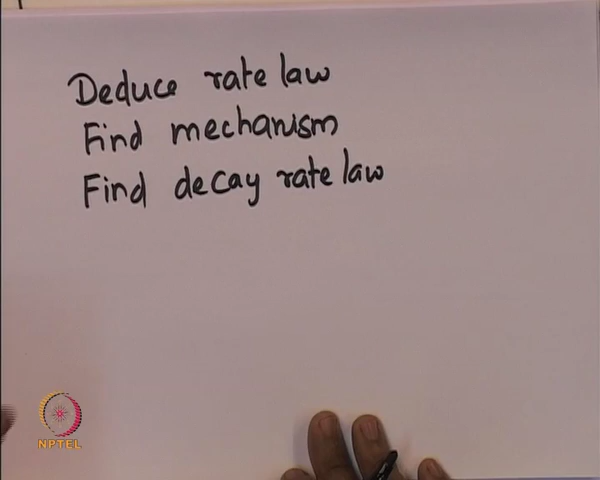 Deduce rate law
Find mechanism
Find decay rate law
NPTEL